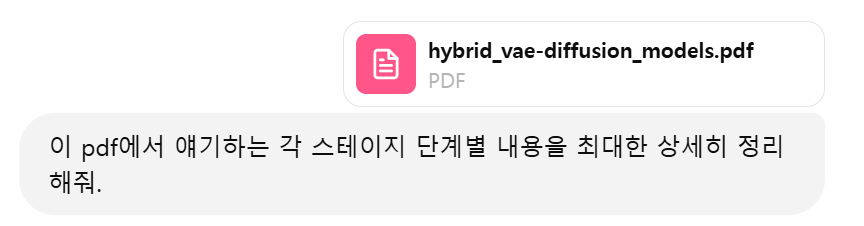 hybrid_vae-diffusion_models.pdf
PDF
이 pdf에서 얘기하는 각 스테이지 단계별 내용을 최대한 상세히 정리
해줘.